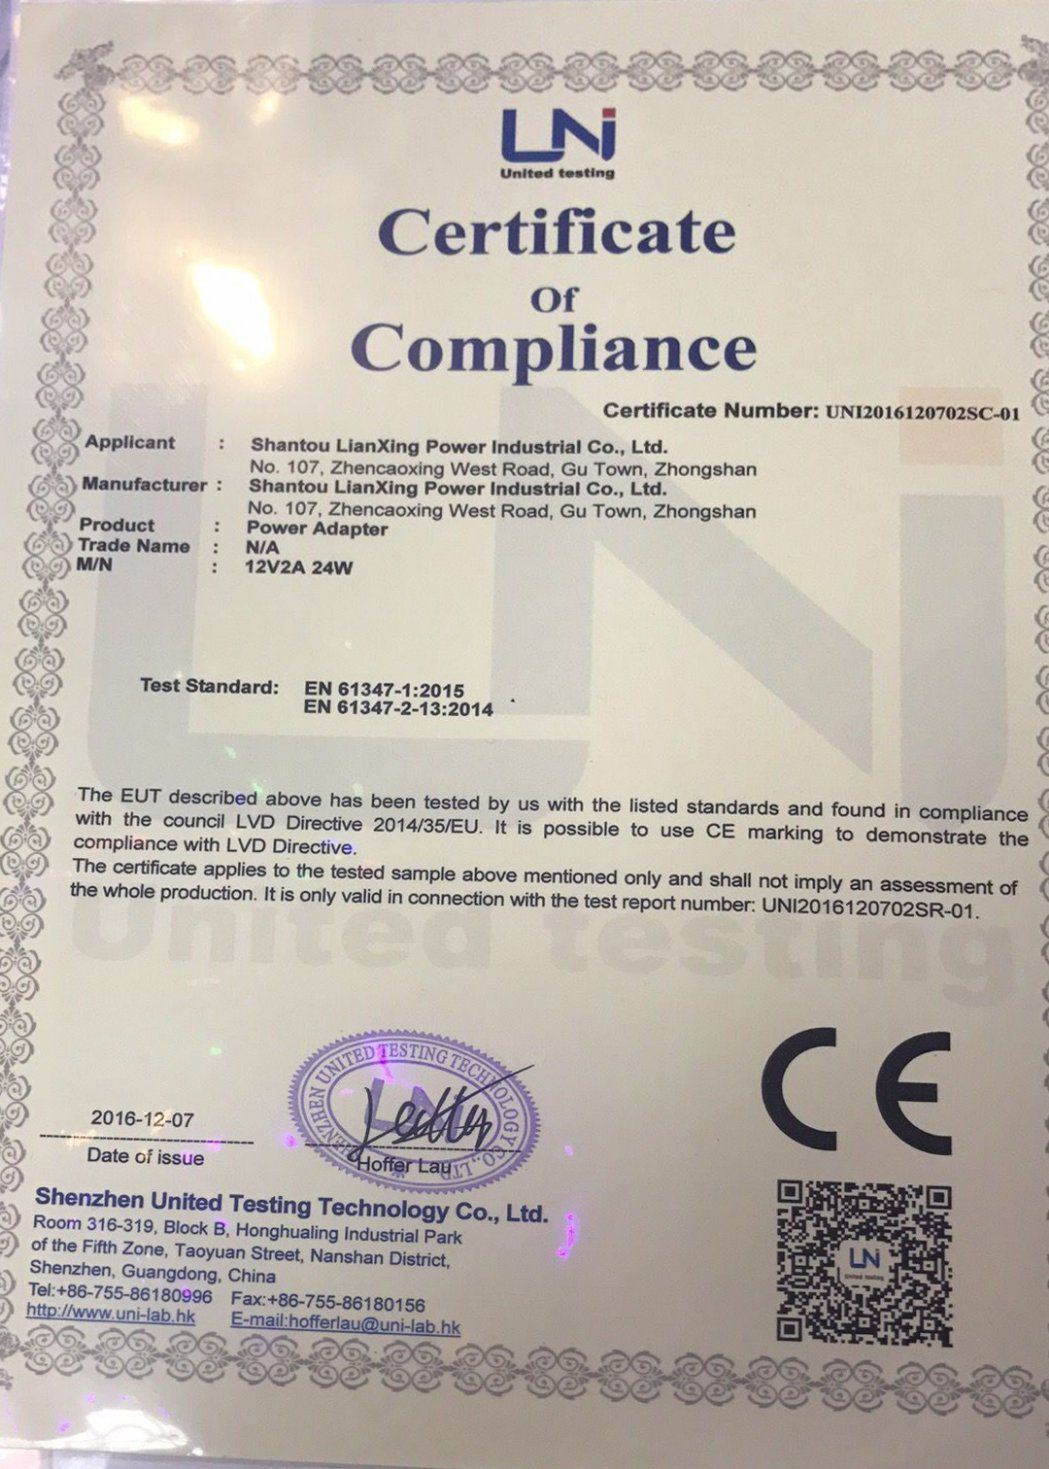 LNi
United testing
Certificate
Of
Compliance
Certificate Number: UNI2016120702SC-01
Applicant : Shantou LianXing Power Industrial Co., Ltd.
No. 107, Zhencaoxing West Road, Gu Town, Zhongshan
Manufacturer : Shantou LianXing Power Industrial Co., Ltd.
No. 107, Zhencaoxing West Road, Gu Town, Zhongshan
Product : Power Adapter
Trade Name : N/A
M/N : 12V2A 24W
Test Standard: EN 61347-1:2015
EN 61347-2-13:2014
The EUT described above has been tested by us with the listed standards and found in compliance
with the council LVD Directive 2014/35/EU. It is possible to use CE marking to demonstrate the
compliance with LVD Directive.
The certificate applies to the tested sample above mentioned only and shall not imply an assessment of
the whole production. It is only valid in connection with the test report number: UNI2016120702SR-01.
United testing
SHENZHEN UNITED TESTING TECHNOLOGY CO., LTD
CE
2016-12-07
Date of issue
Hoffer Lau
Shenzhen United Testing Technology Co., Ltd.
Room 316-319, Block B, Honghualing Industrial Park
of the Fifth Zone, Taoyuan Street, Nanshan District,
Shenzhen, Guangdong, China
Tel:+86-755-86180996 Fax:+86-755-86180156
http://www.uni-lab.hk E-mail:hofferlau@uni-lab.hk
LNi
United testing